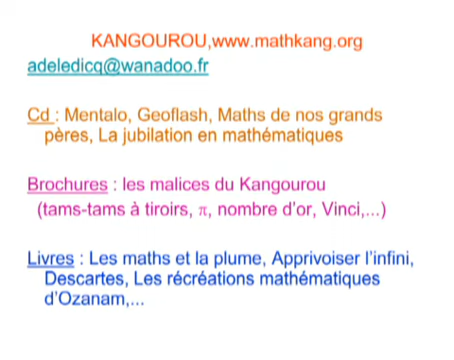 KANGOUROU,www.mathkang.org
adeledicq@wanadoo.fr
Cd : Mentalo, Geoflash, Maths de nos grands
pères, La jubilation en mathématiques
Brochures : les malices du Kangourou
(tams-tams à tiroirs, π, nombre d’or, Vinci,...)
Livres : Les maths et la plume, Apprivoiser l’infini,
Descartes, Les récréations mathématiques
d’Ozanam,...